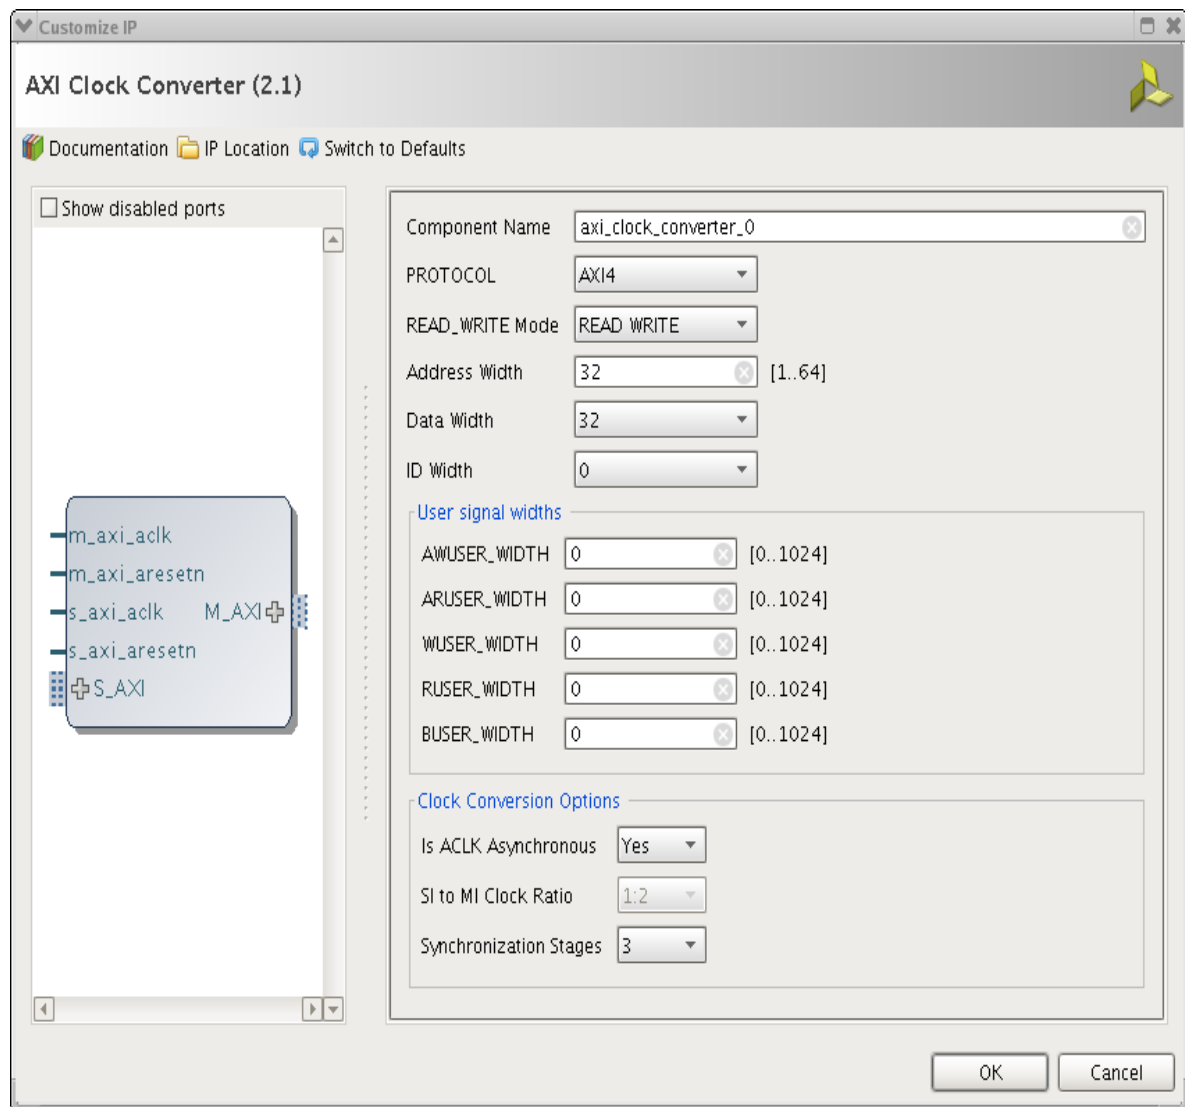 Customize IP
AXI Clock Converter (2.1)
Documentation IP Location Switch to Defaults
Show disabled ports
m_axi_aclk
m_axi_aresetn
s_axi_aclk M_AXI
s_axi_aresetn
S_AXI
Component Name axi_clock_converter_0
PROTOCOL AXI4
READ_WRITE Mode READ WRITE
Address Width 32 [1..64]
Data Width 32
ID Width 0
User signal widths
AWUSER_WIDTH 0 [0..1024]
ARUSER_WIDTH 0 [0..1024]
WUSER_WIDTH 0 [0..1024]
RUSER_WIDTH 0 [0..1024]
BUSER_WIDTH 0 [0..1024]
Clock Conversion Options
Is ACLK Asynchronous Yes
SI to MI Clock Ratio 1:2
Synchronization Stages 3
OK Cancel